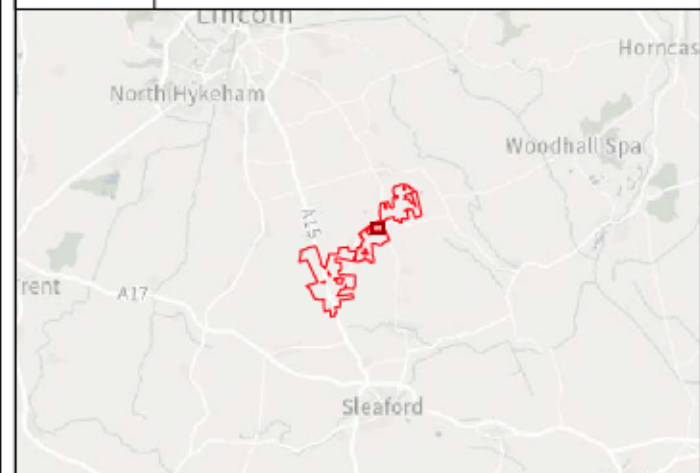 Lincoln
Horncas
North Hykeham
Woodhall Spa
A15
rent
A17
Sleaford